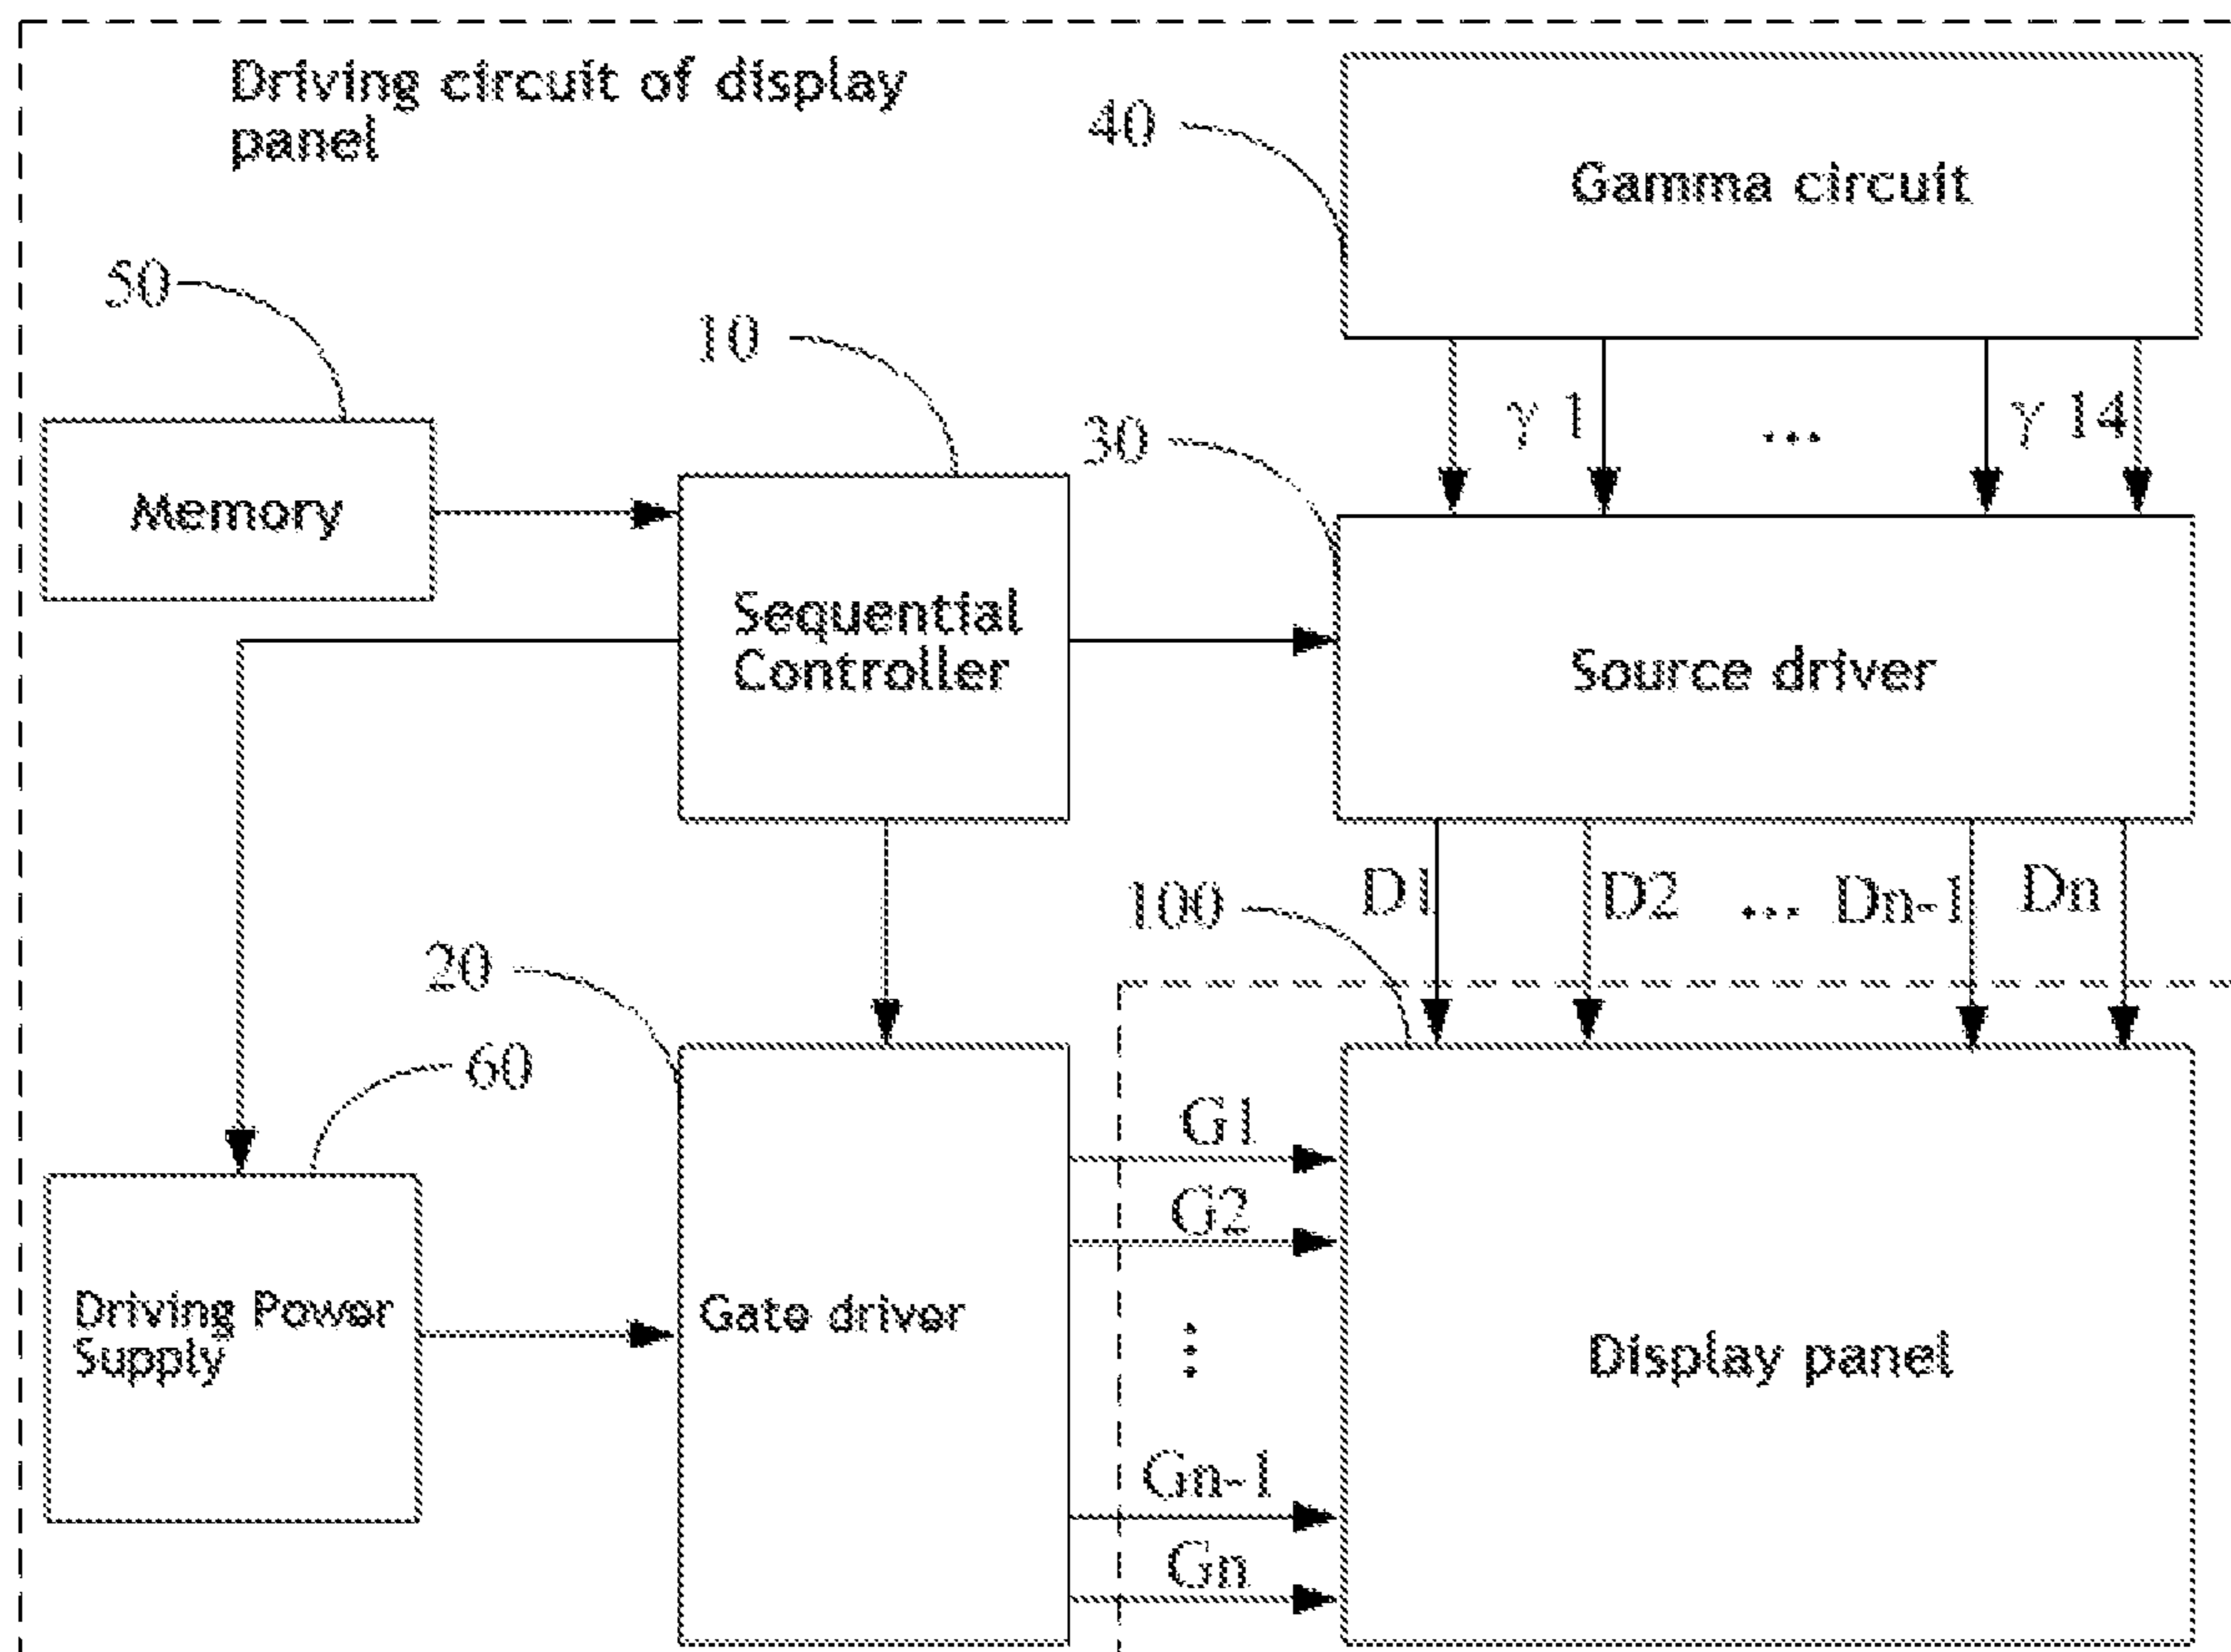 Driving circuit of display
panel
40
Gamma circuit
50
10
30
γ 1
...
γ 14
Memory
Sequential
Controller
Source driver
100
D1
D2
...
Dn-1
Dn
20
60
G1
G2
Driving Power
Supply
Gate driver
⋮
Display panel
Gn-1
Gn